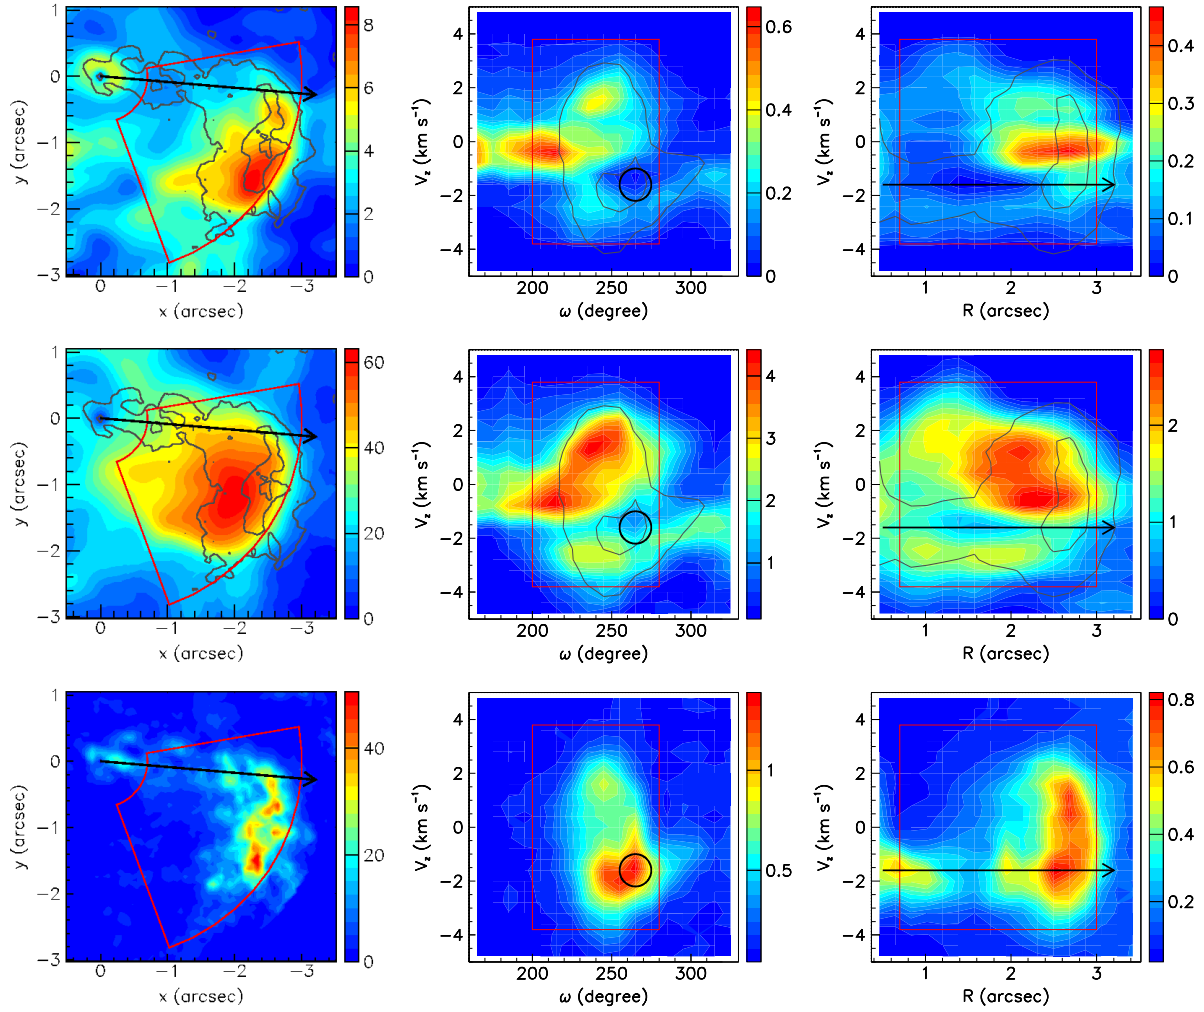 1 0 −1 −2 −3
y (arcsec)
0 −1 −2 −3
x (arcsec)
8 6 4 2 0
4 2 0 −2 −4
V_z (km s⁻¹)
200 250 300
ω (degree)
0.6 0.4 0.2 0
4 2 0 −2 −4
V_z (km s⁻¹)
1 2 3
R (arcsec)
0.4 0.3 0.2 0.1 0
1 0 −1 −2 −3
y (arcsec)
0 −1 −2 −3
x (arcsec)
60 40 20 0
4 2 0 −2 −4
V_z (km s⁻¹)
200 250 300
ω (degree)
4 3 2 1
4 2 0 −2 −4
V_z (km s⁻¹)
1 2 3
R (arcsec)
2 1 0
1 0 −1 −2 −3
y (arcsec)
0 −1 −2 −3
x (arcsec)
40 20 0
4 2 0 −2 −4
V_z (km s⁻¹)
200 250 300
ω (degree)
1 0.5
4 2 0 −2 −4
V_z (km s⁻¹)
1 2 3
R (arcsec)
0.8 0.6 0.4 0.2